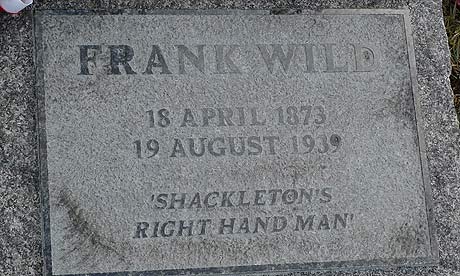 FRANK WILD
18 APRIL 1873
19 AUGUST 1939
'SHACKLETON'S
RIGHT HAND MAN'